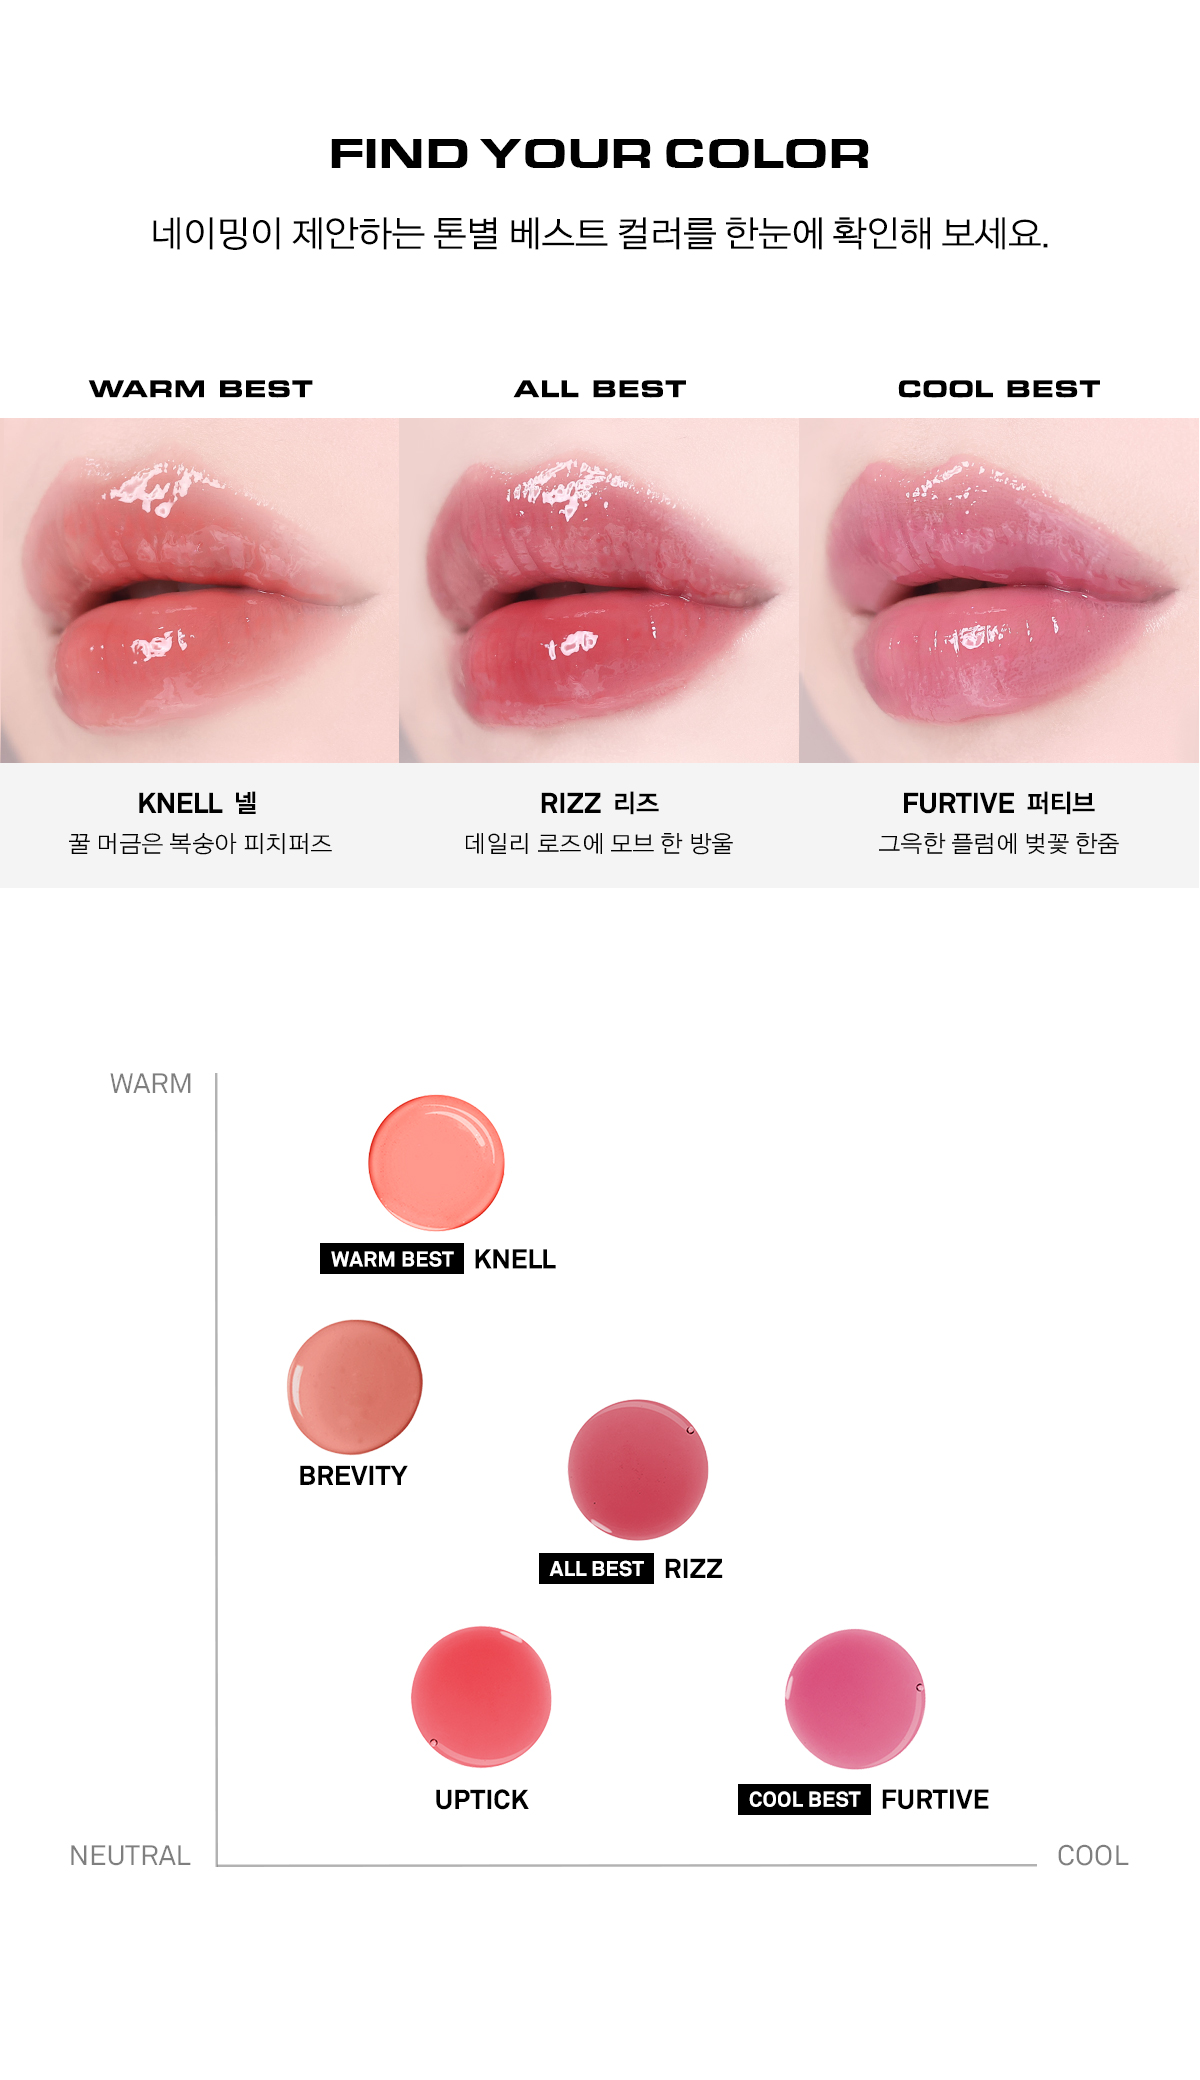 FIND YOUR COLOR
네이밍이 제안하는 톤별 베스트 컬러를 한눈에 확인해 보세요.
WARM BEST
ALL BEST
COOL BEST
KNELL 넬
꿀 머금은 복숭아 피치퍼즈
RIZZ 리즈
데일리 로즈에 모브 한 방울
FURTIVE 퍼티브
그윽한 플럼에 벚꽃 한줌
WARM
WARM BEST KNELL
BREVITY
ALL BEST RIZZ
UPTICK
COOL BEST FURTIVE
NEUTRAL
COOL